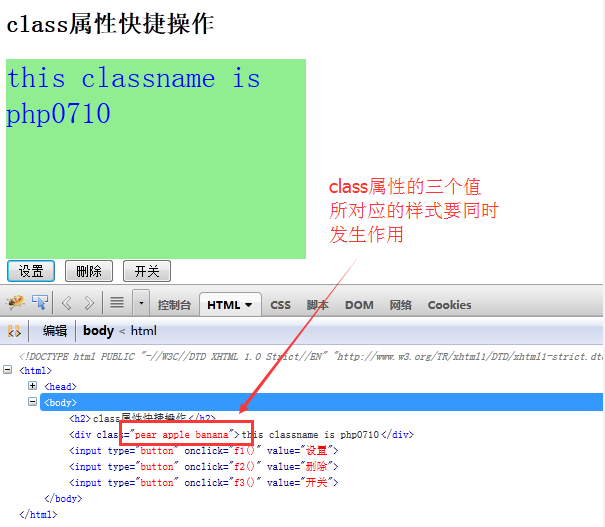 class属性快捷操作
this classname is
php0710
class属性的三个值
所对应的样式要同时
发生作用
设置 删除 开关
控制台 HTML CSS 脚本 DOM 网络 Cookies
编辑 body < html
<!DOCTYPE html PUBLIC "-//W3C//DTD XHTML 1.0 Strict//EN" "http://www.w3.org/TR/xhtml1/DTD/xhtml1-strict.dt
<html>
<head>
<body>
<h2>class属性快捷操作</h2>
<div class="pear apple banana">this classname is php0710</div>
<input type="button" onclick="f1()" value="设置">
<input type="button" onclick="f2()" value="删除">
<input type="button" onclick="f3()" value="开关">
</body>
</html>